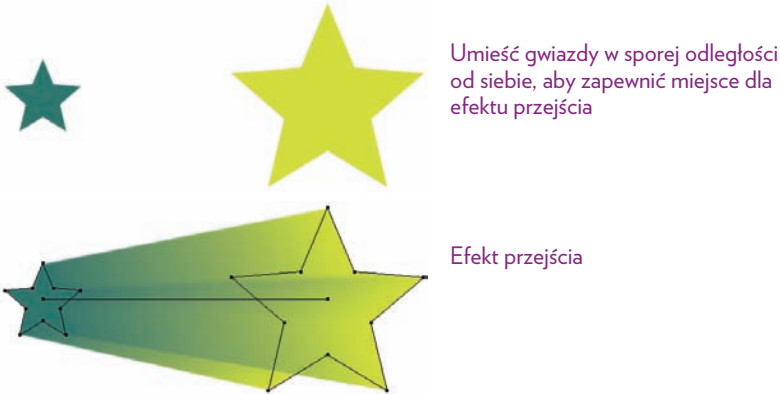 Umieść gwiazdy w sporej odległości
od siebie, aby zapewnić miejsce dla
efektu przejścia
Efekt przejścia